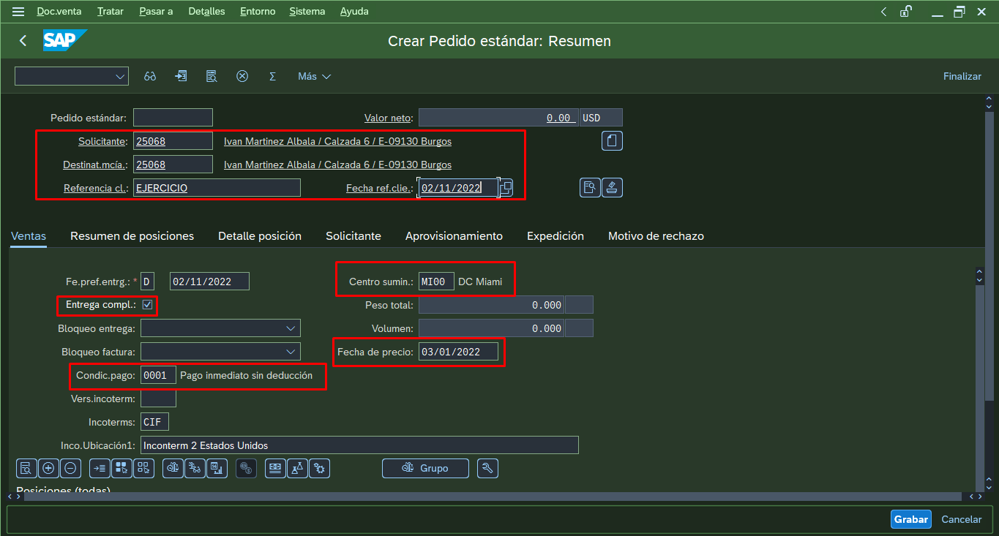 Doc.venta Tratar Pasar a Detalles Entorno Sistema Ayuda
SAP Crear Pedido estándar: Resumen
Más Finalizar
Pedido estándar: Valor neto: 0.00 USD
Solicitante: 25068 Ivan Martinez Albala / Calzada 6 / E-09130 Burgos
Destinat.mcía.: 25068 Ivan Martinez Albala / Calzada 6 / E-09130 Burgos
Referencia cl.: EJERCICIO Fecha ref.clie.: 02/11/2022
Ventas Resumen de posiciones Detalle posición Solicitante Aprovisionamiento Expedición Motivo de rechazo
Fe.pref.entrg.: * D 02/11/2022 Centro sumin.: MI00 DC Miami
Entrega compl.: Peso total: 0.000
Bloqueo entrega: Volumen: 0.000
Bloqueo factura: Fecha de precio: 03/01/2022
Condic.pago: 0001 Pago inmediato sin deducción
Vers.incoterm:
Incoterms: CIF
Inco.Ubicación1: Inconterm 2 Estados Unidos
Grupo
Posiciones (todas)
Grabar Cancelar